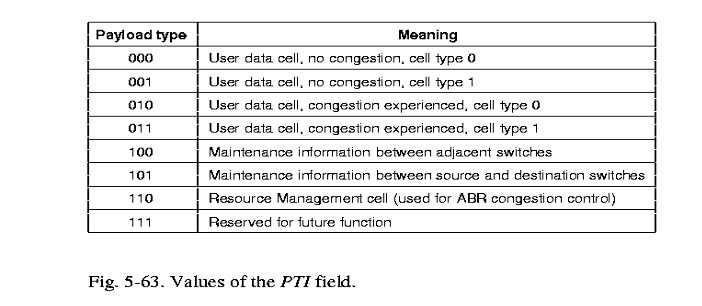 Payload type Meaning
000 User data cell, no congestion, cell type 0
001 User data cell, no congestion, cell type 1
010 User data cell, congestion experienced, cell type 0
011 User data cell, congestion experienced, cell type 1
100 Maintenance information between adjacent switches
101 Maintenance information between source and destination switches
110 Resource Management cell (used for ABR congestion control)
111 Reserved for future function
Fig. 5-63. Values of the PTI field.